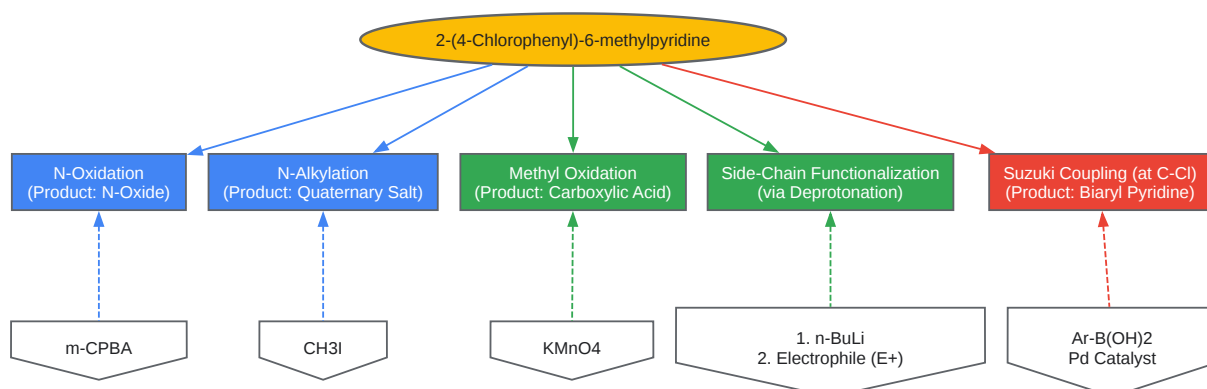 2-(4-Chlorophenyl)-6-methylpyridine
N-Oxidation
(Product: N-Oxide)
N-Alkylation
(Product: Quaternary Salt)
Methyl Oxidation
(Product: Carboxylic Acid)
Side-Chain Functionalization
(via Deprotonation)
Suzuki Coupling (at C-Cl)
(Product: Biaryl Pyridine)
m-CPBA
CH3I
KMnO4
1. n-BuLi
2. Electrophile (E+)
Ar-B(OH)2
Pd Catalyst